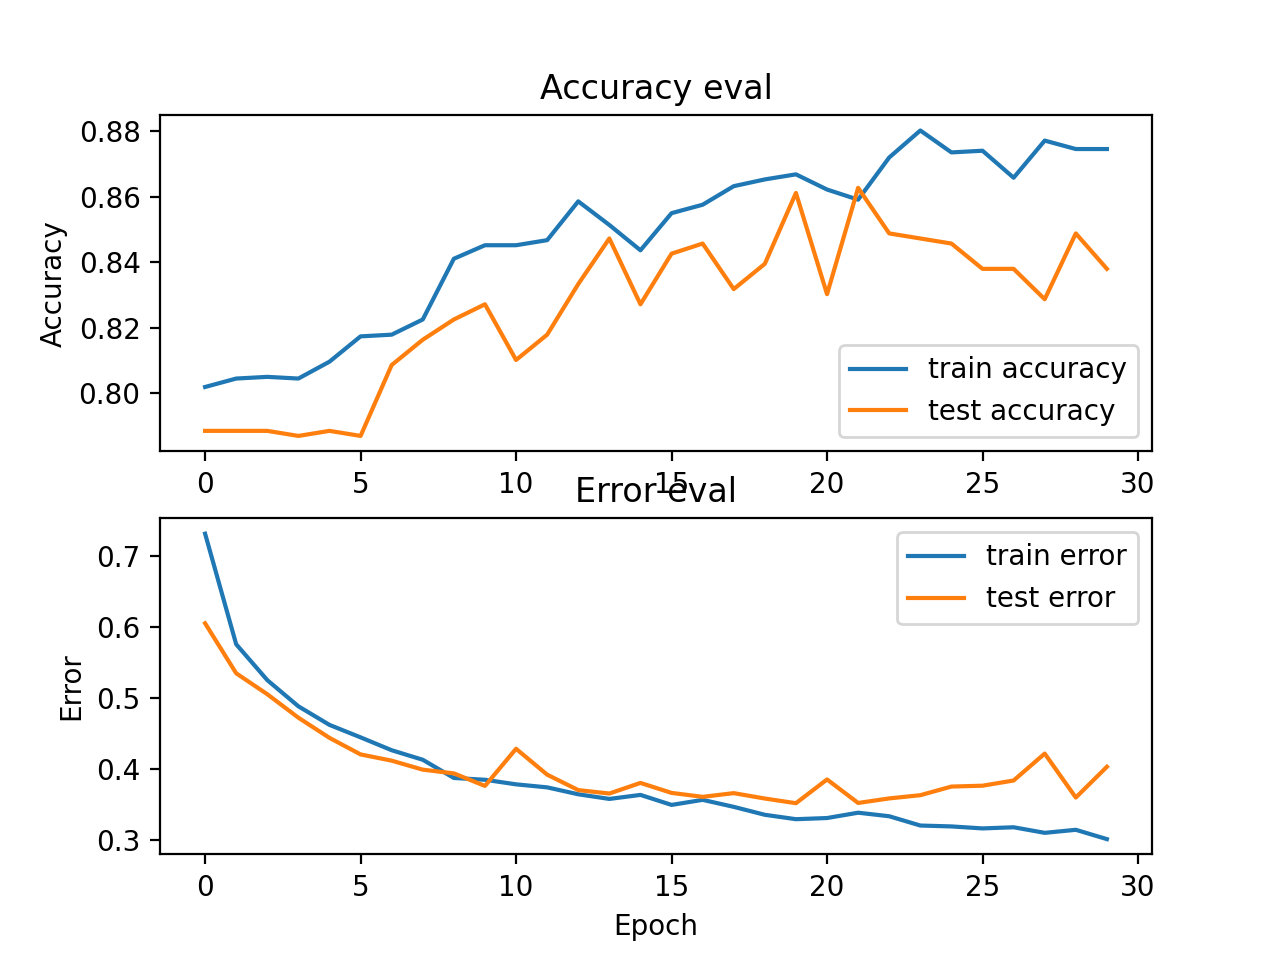 Accuracy eval
0.88
0.86
0.84
0.82
0.80
Accuracy
train accuracy
test accuracy
0 5 10 15 20 25 30
Error eval
0.7
0.6
0.5
0.4
0.3
Error
train error
test error
0 5 10 15 20 25 30
Epoch